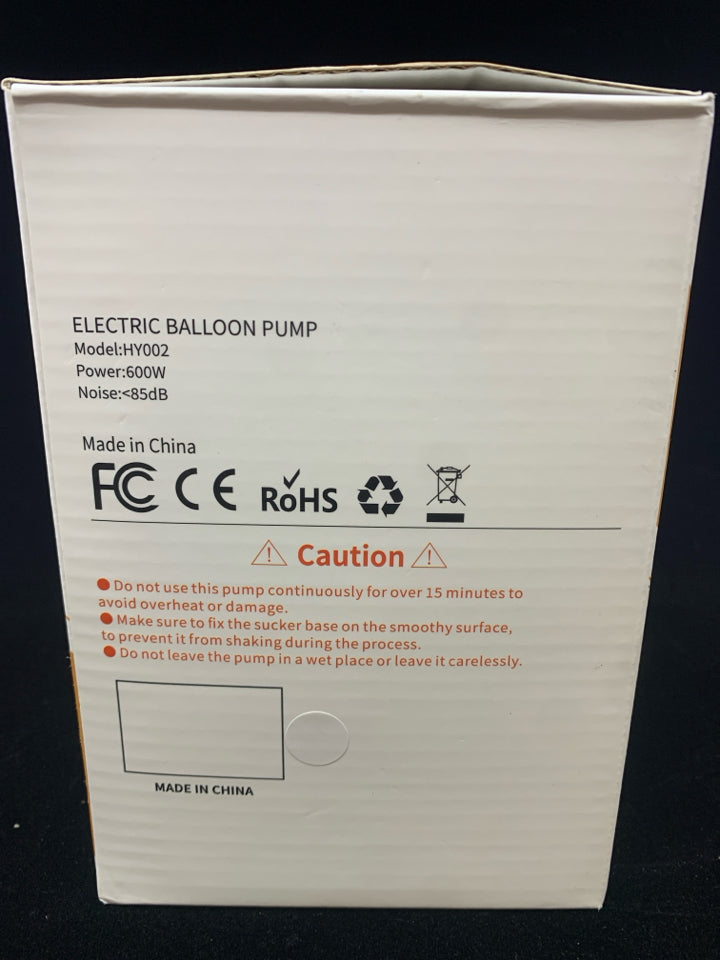 ELECTRIC BALLOON PUMP
Model:HY002
Power:600W
Noise:<85dB
Made in China
FC CE RoHS
Caution
Do not use this pump continuously for over 15 minutes to
avoid overheat or damage.
Make sure to fix the sucker base on the smoothy surface,
to prevent it from shaking during the process.
Do not leave the pump in a wet place or leave it carelessly.
MADE IN CHINA